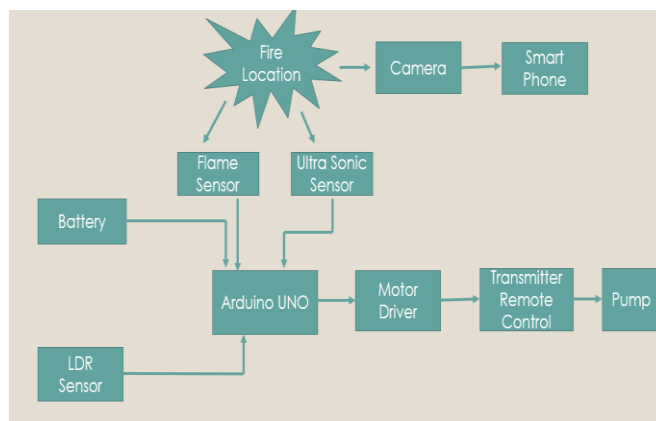 Fire
Location
Camera
Smart
Phone
Flame
Sensor
Ultra Sonic
Sensor
Battery
Arduino UNO
Motor
Driver
Transmitter
Remote
Control
Pump
LDR
Sensor